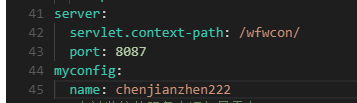 41 server:
42   servlet.context-path: /wfwcon/
43   port: 8087
44 myconfig:
45   name: chenjianzhen222